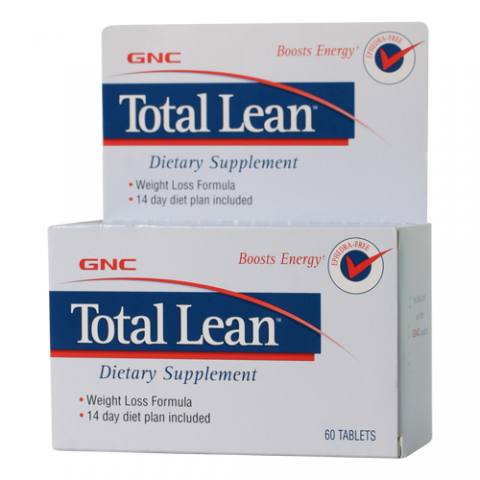 GNC
Boosts Energy†
EPHEDRA-FREE
Total Lean™
Dietary Supplement
• Weight Loss Formula
• 14 day diet plan included
GNC
Boosts Energy†
EPHEDRA-FREE
Total Lean™
Dietary Supplement
• Weight Loss Formula
• 14 day diet plan included
60 TABLETS
GNC